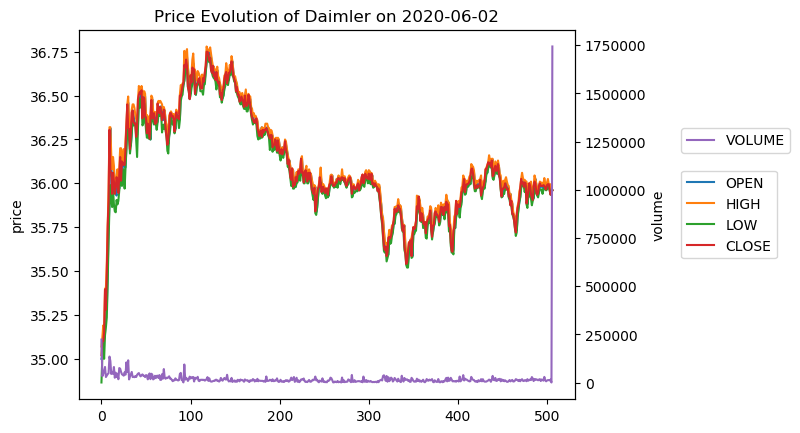 Price Evolution of Daimler on 2020-06-02
price
36.75
36.50
36.25
36.00
35.75
35.50
35.25
35.00
0
100
200
300
400
500
1750000
1500000
1250000
1000000
750000
500000
250000
0
volume
VOLUME
OPEN
HIGH
LOW
CLOSE